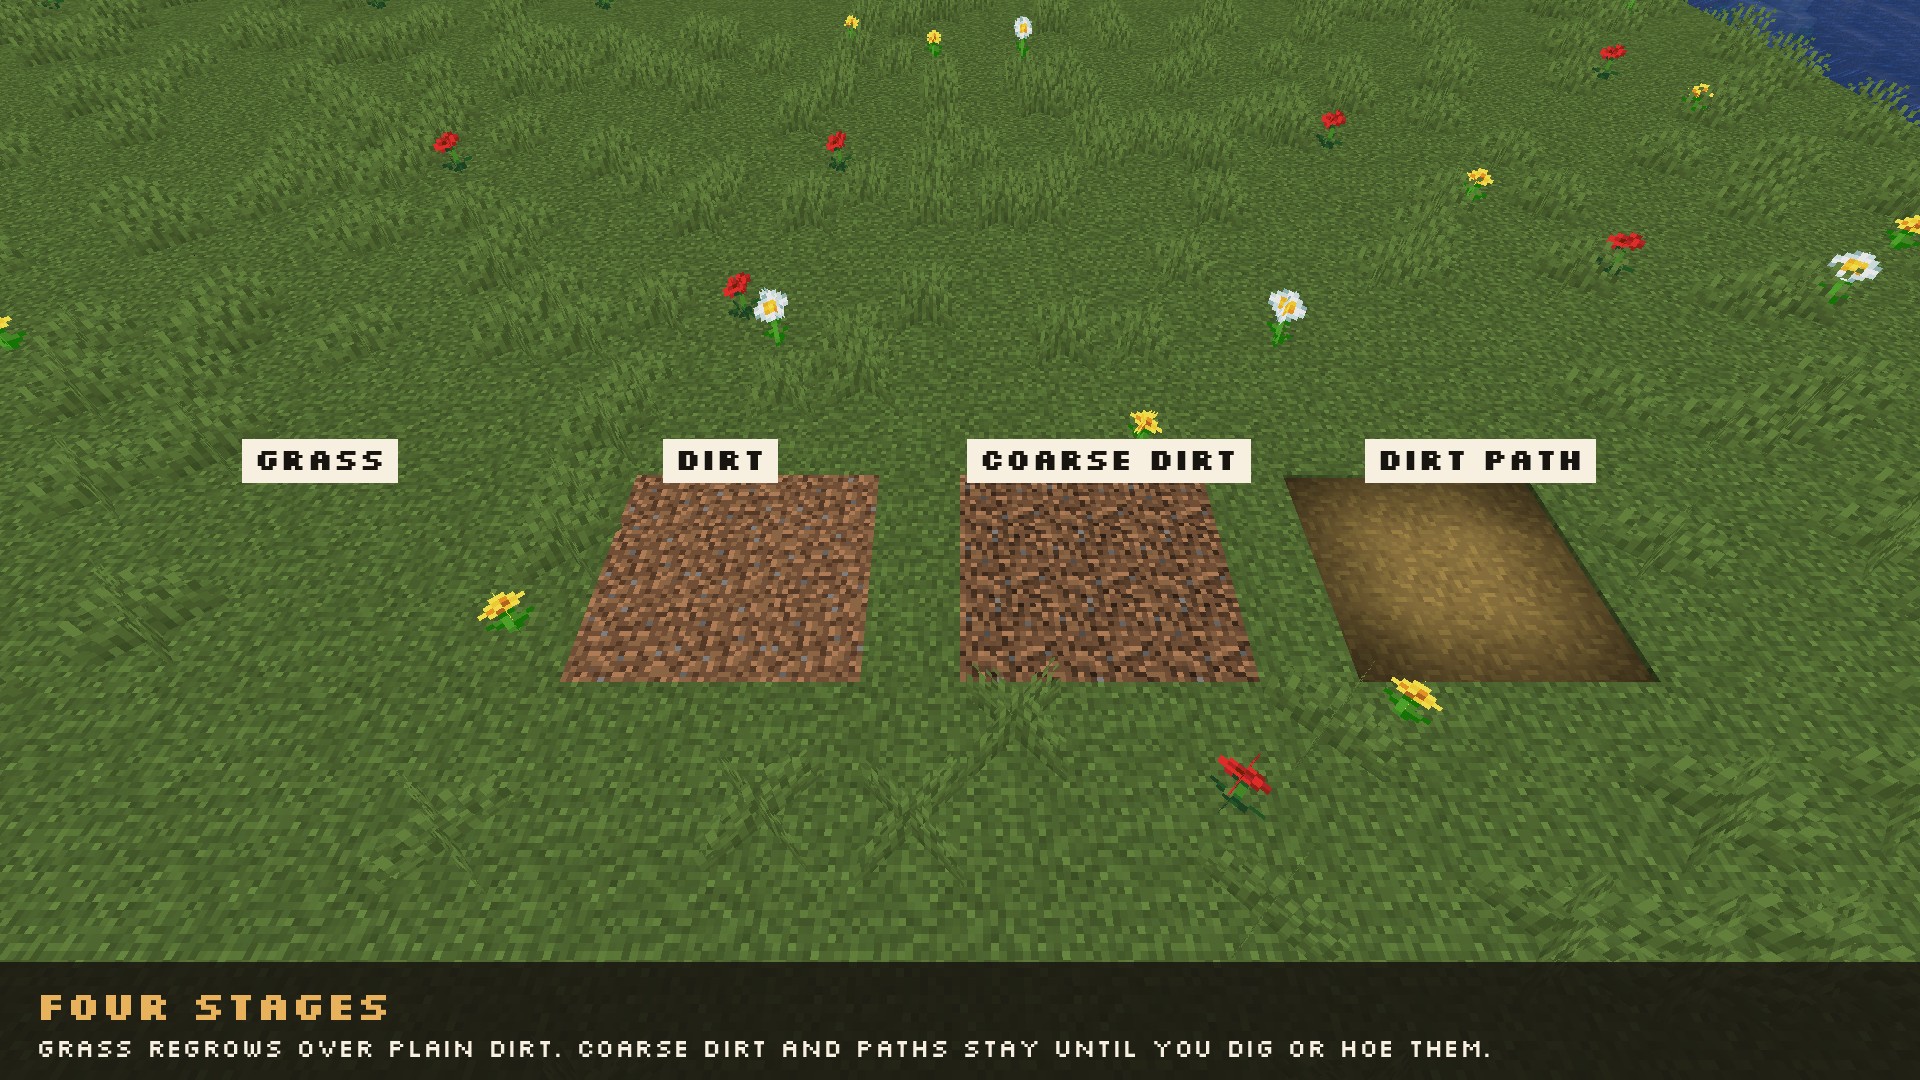 GRASS
DIRT
COARSE DIRT
DIRT PATH
FOUR STAGES
GRASS REGROWS OVER PLAIN DIRT. COARSE DIRT AND PATHS STAY UNTIL YOU DIG OR HOE THEM.